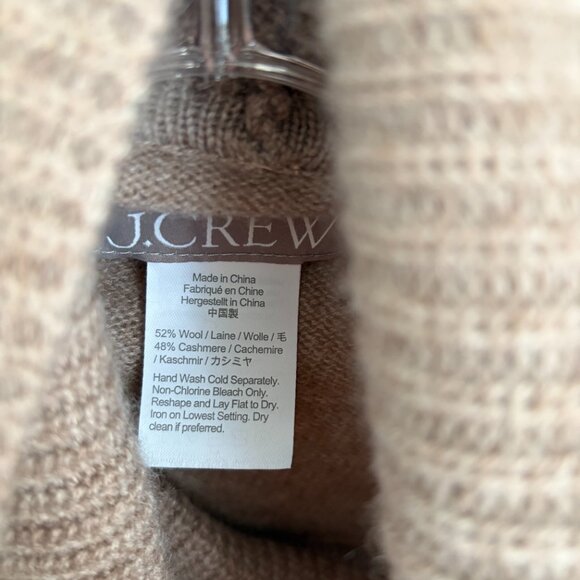 J.CREW
Made in China
Fabriqué en Chine
Hergestellt in China
中国製
52% Wool / Laine / Wolle / 毛
48% Cashmere / Cachemire
/ Kaschmir / カシミヤ
Hand Wash Cold Separately.
Non-Chlorine Bleach Only.
Reshape and Lay Flat to Dry.
Iron on Lowest Setting. Dry
clean if preferred.